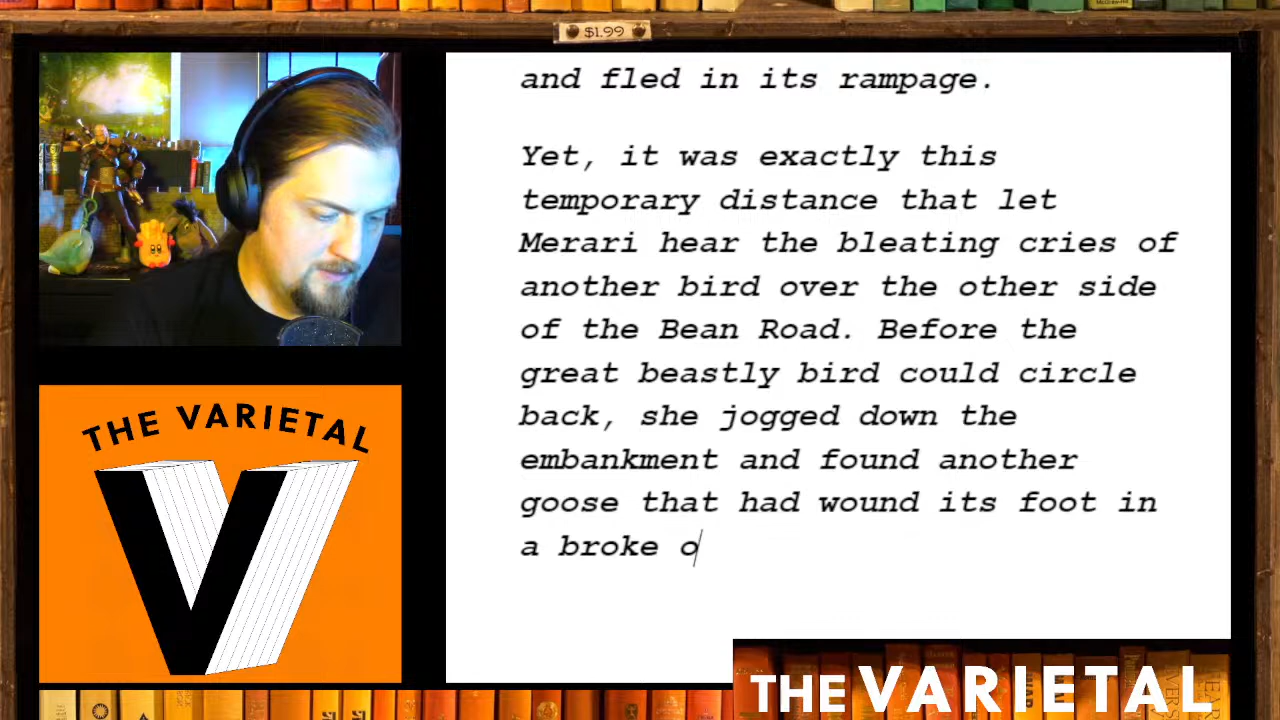 $1.99
and fled in its rampage.
Yet, it was exactly this
temporary distance that let
Merari hear the bleating cries of
another bird over the other side
of the Bean Road. Before the
great beastly bird could circle
back, she jogged down the
embankment and found another
goose that had wound its foot in
a broke o
THE VARIETAL
V
THE VARIETAL